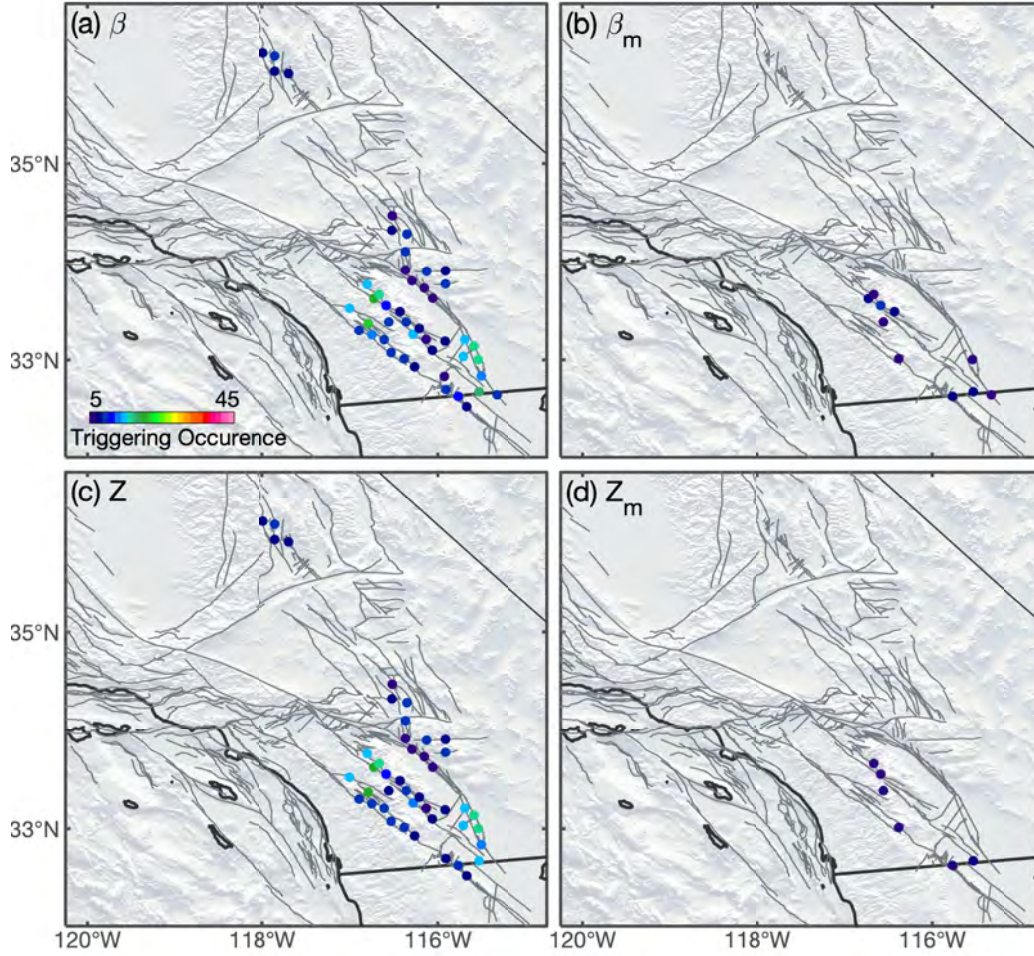 (a) β
(b) βm
35°N
33°N
5 45
Triggering Occurence
(c) Z
(d) Zm
35°N
33°N
120°W 118°W 116°W 120°W 118°W 116°W